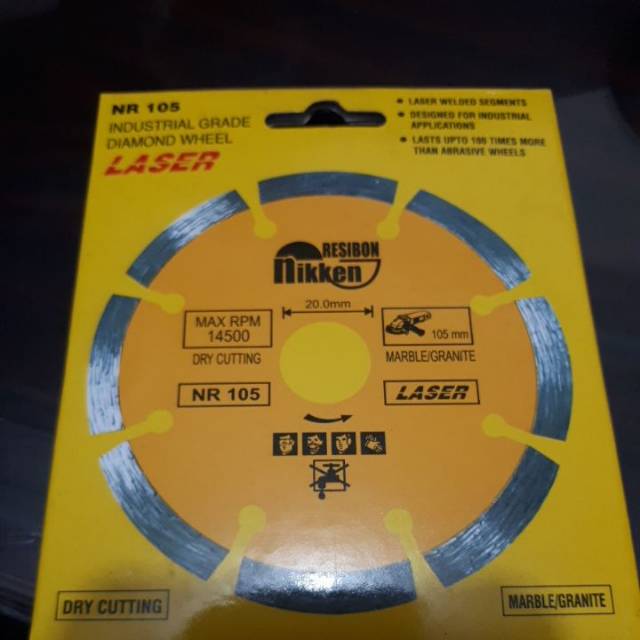 NR 105
INDUSTRIAL GRADE
DIAMOND WHEEL
LASER
• LASER WELDED SEGMENTS
• DESIGNED FOR INDUSTRIAL
APPLICATIONS
• LASTS UPTO 100 TIMES MORE
THAN ABRASIVE WHEELS
RESIBON
nikken
20.0mm
MAX RPM
14500
DRY CUTTING
105 mm
MARBLE/GRANITE
NR 105
LASER
DRY CUTTING
MARBLE/GRANITE